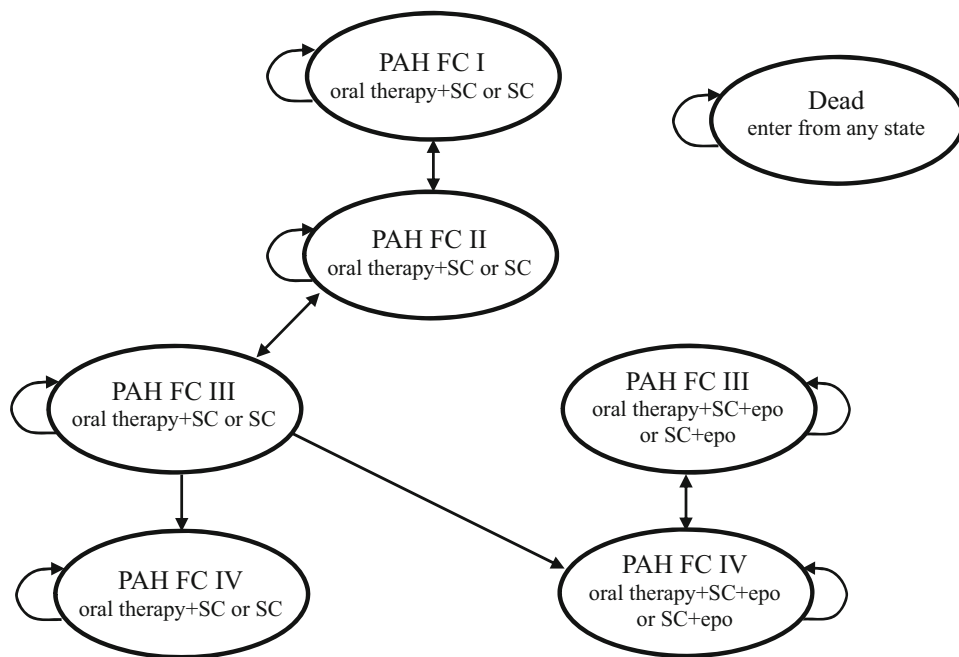 PAH FC I
oral therapy+SC or SC
Dead
enter from any state
PAH FC II
oral therapy+SC or SC
PAH FC III
oral therapy+SC or SC
PAH FC III
oral therapy+SC+epo
or SC+epo
PAH FC IV
oral therapy+SC or SC
PAH FC IV
oral therapy+SC+epo
or SC+epo